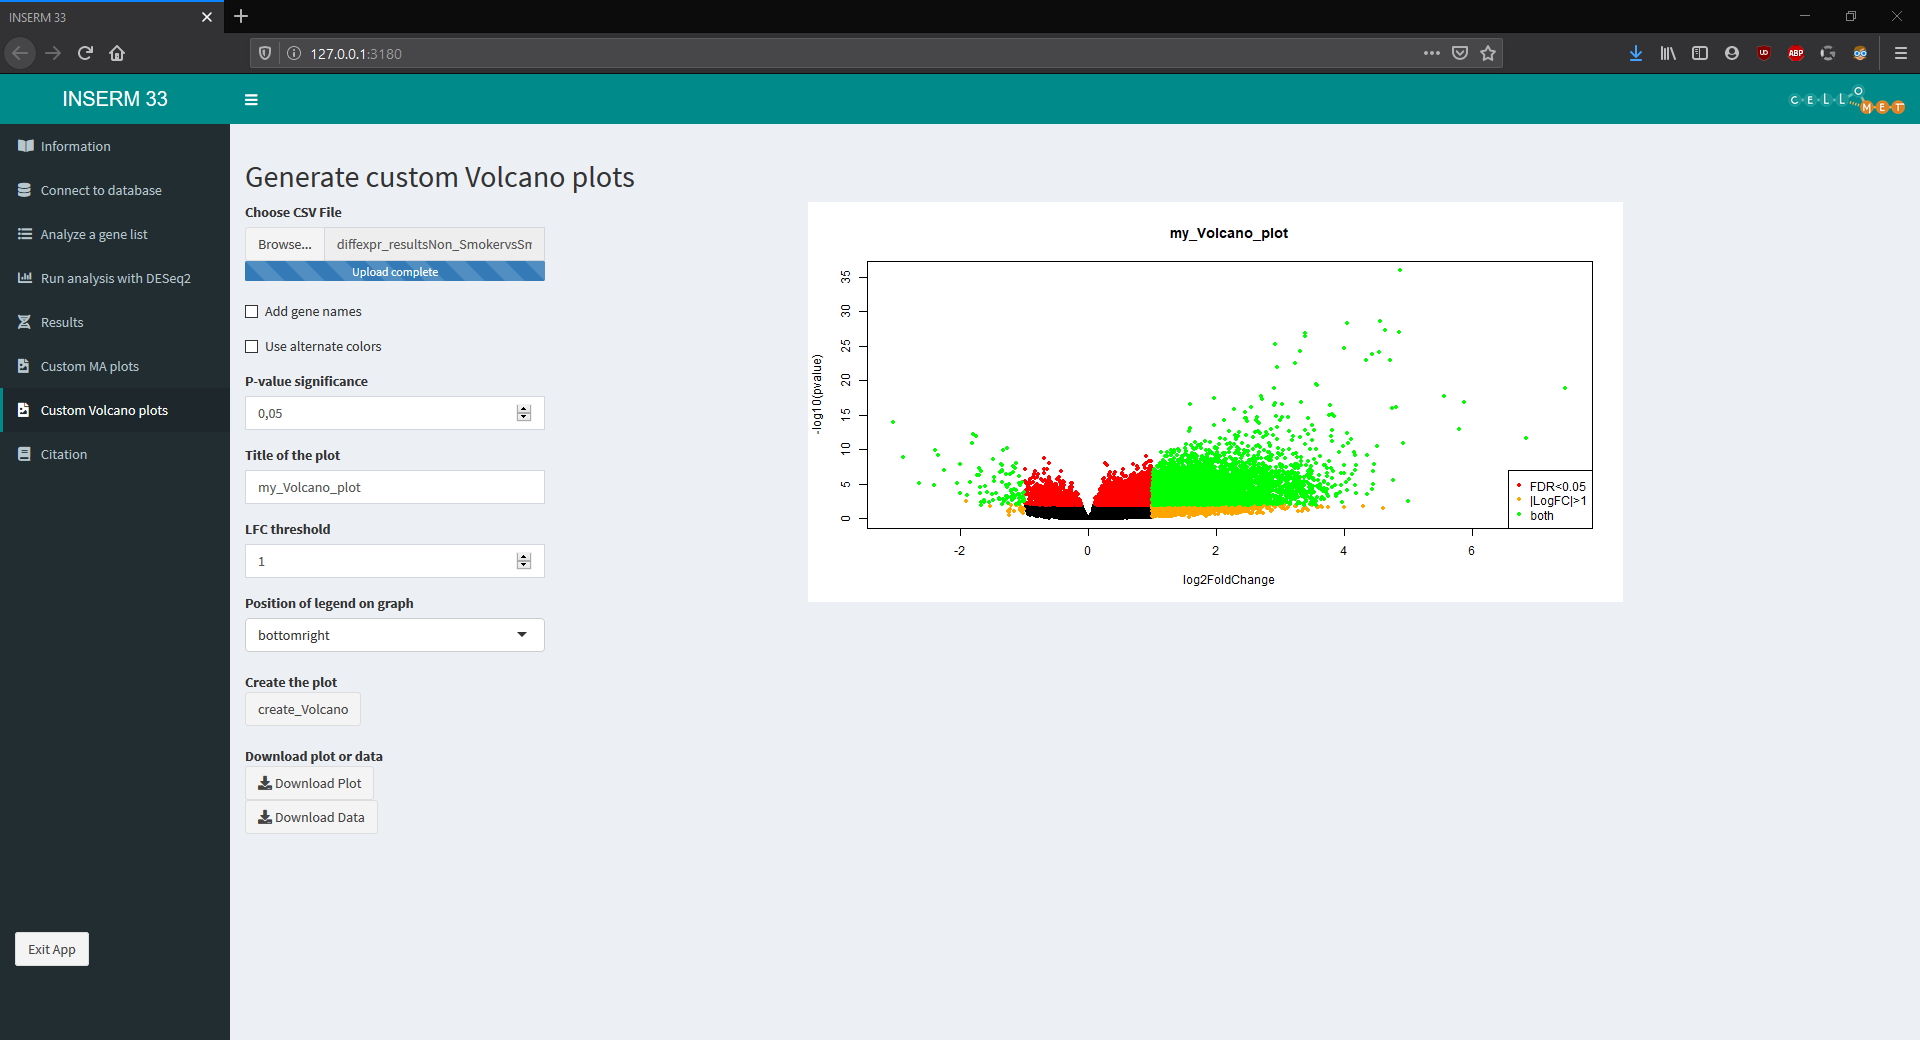 INSERM 33
127.0.0.1:3180
UO
ABP
INSERM 33
CELLOMET
Information
Connect to database
Analyze a gene list
Run analysis with DESeq2
Results
Custom MA plots
Custom Volcano plots
Citation
Exit App
Generate custom Volcano plots
Choose CSV File
Browse... diffexpr_resultsNon_SmokervsSm
Upload complete
Add gene names
Use alternate colors
P-value significance
0,05
Title of the plot
my_Volcano_plot
LFC threshold
1
Position of legend on graph
bottomright
Create the plot
create_Volcano
Download plot or data
Download Plot
Download Data
my_Volcano_plot
-log10(pvalue)
35
30
25
20
15
10
5
0
FDR<0.05
|LogFC|>1
both
-2 0 2 4 6
log2FoldChange